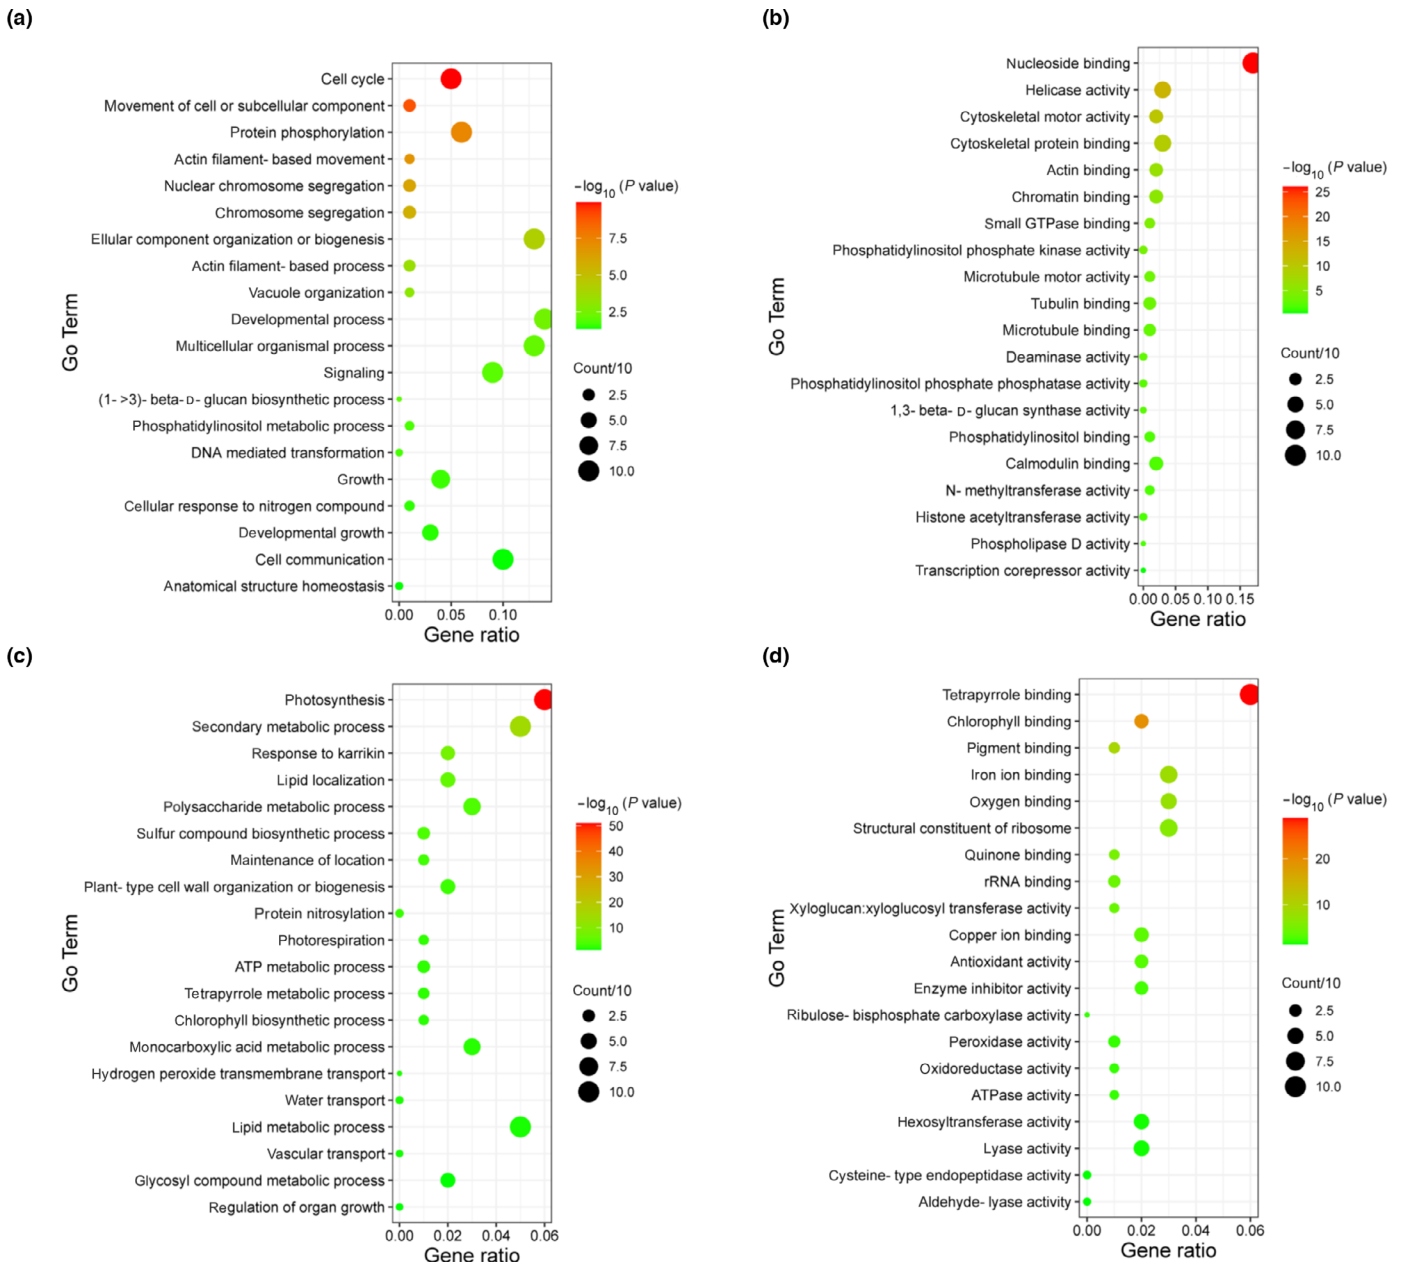 (a)
Cell cycle
Movement of cell or subcellular component
Protein phosphorylation
Actin filament- based movement
Nuclear chromosome segregation
Chromosome segregation
Ellular component organization or biogenesis
Actin filament- based process
Vacuole organization
Developmental process
Multicellular organismal process
Signaling
(1- >3)- beta- D- glucan biosynthetic process
Phosphatidylinositol metabolic process
DNA mediated transformation
Growth
Cellular response to nitrogen compound
Developmental growth
Cell communication
Anatomical structure homeostasis
Go Term
0.00 0.05 0.10
Gene ratio
−log10 (P value)
7.5
5.0
2.5
Count/10
2.5
5.0
7.5
10.0
(b)
Nucleoside binding
Helicase activity
Cytoskeletal motor activity
Cytoskeletal protein binding
Actin binding
Chromatin binding
Small GTPase binding
Phosphatidylinositol phosphate kinase activity
Microtubule motor activity
Tubulin binding
Microtubule binding
Deaminase activity
Phosphatidylinositol phosphate phosphatase activity
1,3- beta- D- glucan synthase activity
Phosphatidylinositol binding
Calmodulin binding
N- methyltransferase activity
Histone acetyltransferase activity
Phospholipase D activity
Transcription corepressor activity
Go Term
0.00 0.05 0.10 0.15
Gene ratio
−log10 (P value)
25
20
15
10
5
Count/10
2.5
5.0
7.5
10.0
(c)
Photosynthesis
Secondary metabolic process
Response to karrikin
Lipid localization
Polysaccharide metabolic process
Sulfur compound biosynthetic process
Maintenance of location
Plant- type cell wall organization or biogenesis
Protein nitrosylation
Photorespiration
ATP metabolic process
Tetrapyrrole metabolic process
Chlorophyll biosynthetic process
Monocarboxylic acid metabolic process
Hydrogen peroxide transmembrane transport
Water transport
Lipid metabolic process
Vascular transport
Glycosyl compound metabolic process
Regulation of organ growth
Go Term
0.00 0.02 0.04 0.06
Gene ratio
−log10 (P value)
50
40
30
20
10
Count/10
2.5
5.0
7.5
10.0
(d)
Tetrapyrrole binding
Chlorophyll binding
Pigment binding
Iron ion binding
Oxygen binding
Structural constituent of ribosome
Quinone binding
rRNA binding
Xyloglucan:xyloglucosyl transferase activity
Copper ion binding
Antioxidant activity
Enzyme inhibitor activity
Ribulose- bisphosphate carboxylase activity
Peroxidase activity
Oxidoreductase activity
ATPase activity
Hexosyltransferase activity
Lyase activity
Cysteine- type endopeptidase activity
Aldehyde- lyase activity
Go Term
0.00 0.02 0.04 0.06
Gene ratio
−log10 (P value)
20
10
Count/10
2.5
5.0
7.5
10.0